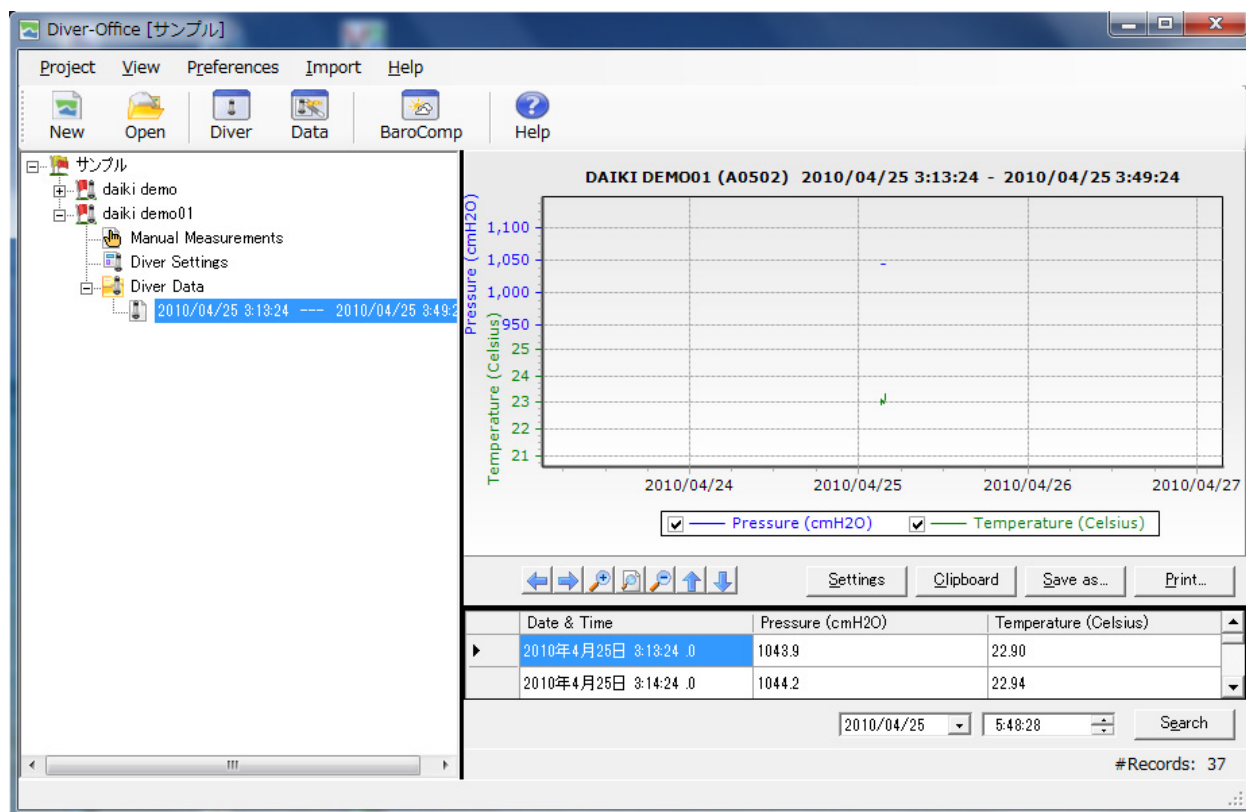 Diver-Office [サンプル]
Project View Preferences Import Help
New Open Diver Data BaroComp Help
サンプル
daiki demo
daiki demo01
Manual Measurements
Diver Settings
Diver Data
2010/04/25 3:13:24 --- 2010/04/25 3:49:2
DAIKI DEMO01 (A0502) 2010/04/25 3:13:24 - 2010/04/25 3:49:24
Pressure (cmH2O)
1,100
1,050
1,000
950
Temperature (Celsius)
25
24
23
22
21
2010/04/24 2010/04/25 2010/04/26 2010/04/27
Pressure (cmH2O) Temperature (Celsius)
Settings Clipboard Save as... Print...
Date & Time Pressure (cmH2O) Temperature (Celsius)
2010年4月25日 3:13:24 .0 1043.9 22.90
2010年4月25日 3:14:24 .0 1044.2 22.94
2010/04/25 5:48:28 Search
#Records: 37